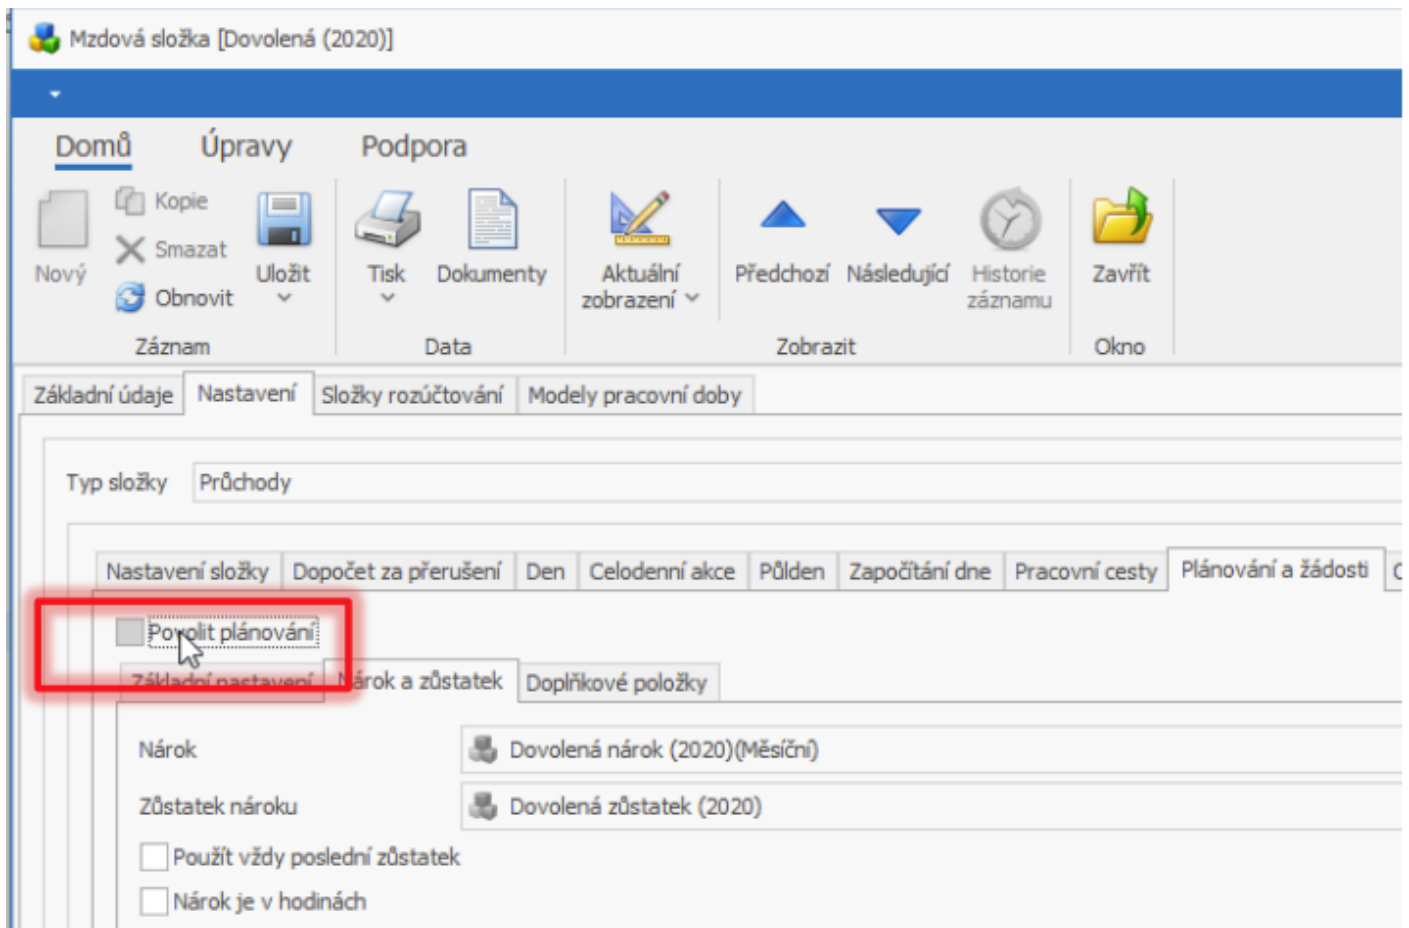 Mzdová složka [Dovolená (2020)]
Domů Úpravy Podpora
Nový
Kopie
Smazat
Obnovit
Uložit
Tisk
Dokumenty
Aktuální
zobrazení
Předchozí
Následující
Historie
záznamu
Zavřít
Záznam Data Zobrazit Okno
Základní údaje Nastavení Složky rozúčtování Modely pracovní doby
Typ složky Průchody
Nastavení složky Dopočet za přerušení Den Celodenní akce Půlden Započítání dne Pracovní cesty Plánování a žádosti
Povolit plánování
Základní nastavení Nárok a zůstatek Doplňkové položky
Nárok Dovolená nárok (2020)(Měsíční)
Zůstatek nároku Dovolená zůstatek (2020)
Použít vždy poslední zůstatek
Nárok je v hodinách